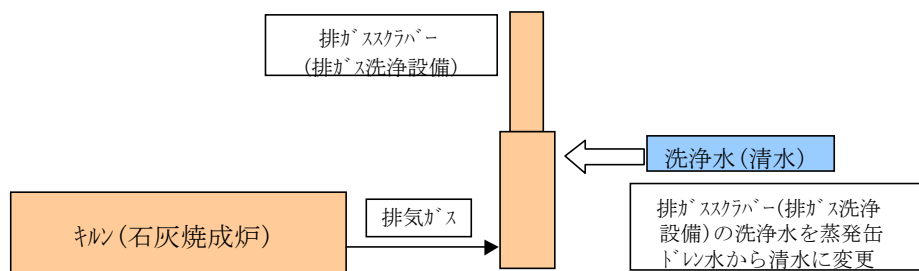 排ｶﾞｽｽｸﾗﾊﾞｰ
(排ｶﾞｽ洗浄設備)
洗浄水(清水)
排気ｶﾞｽ
ｷﾙﾝ(石灰焼成炉)
排ｶﾞｽｽｸﾗﾊﾞｰ(排ｶﾞｽ洗浄
設備)の洗浄水を蒸発缶
ﾄﾞﾚﾝ水から清水に変更